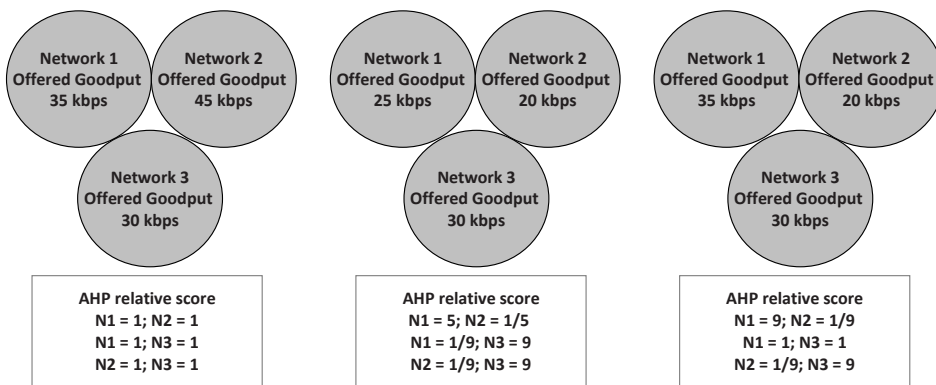 Network 1
Offered Goodput
35 kbps
Network 2
Offered Goodput
45 kbps
Network 3
Offered Goodput
30 kbps
AHP relative score
N1 = 1; N2 = 1
N1 = 1; N3 = 1
N2 = 1; N3 = 1
Network 1
Offered Goodput
25 kbps
Network 2
Offered Goodput
20 kbps
Network 3
Offered Goodput
30 kbps
AHP relative score
N1 = 5; N2 = 1/5
N1 = 1/9; N3 = 9
N2 = 1/9; N3 = 9
Network 1
Offered Goodput
35 kbps
Network 2
Offered Goodput
20 kbps
Network 3
Offered Goodput
30 kbps
AHP relative score
N1 = 9; N2 = 1/9
N1 = 1; N3 = 1
N2 = 1/9; N3 = 9